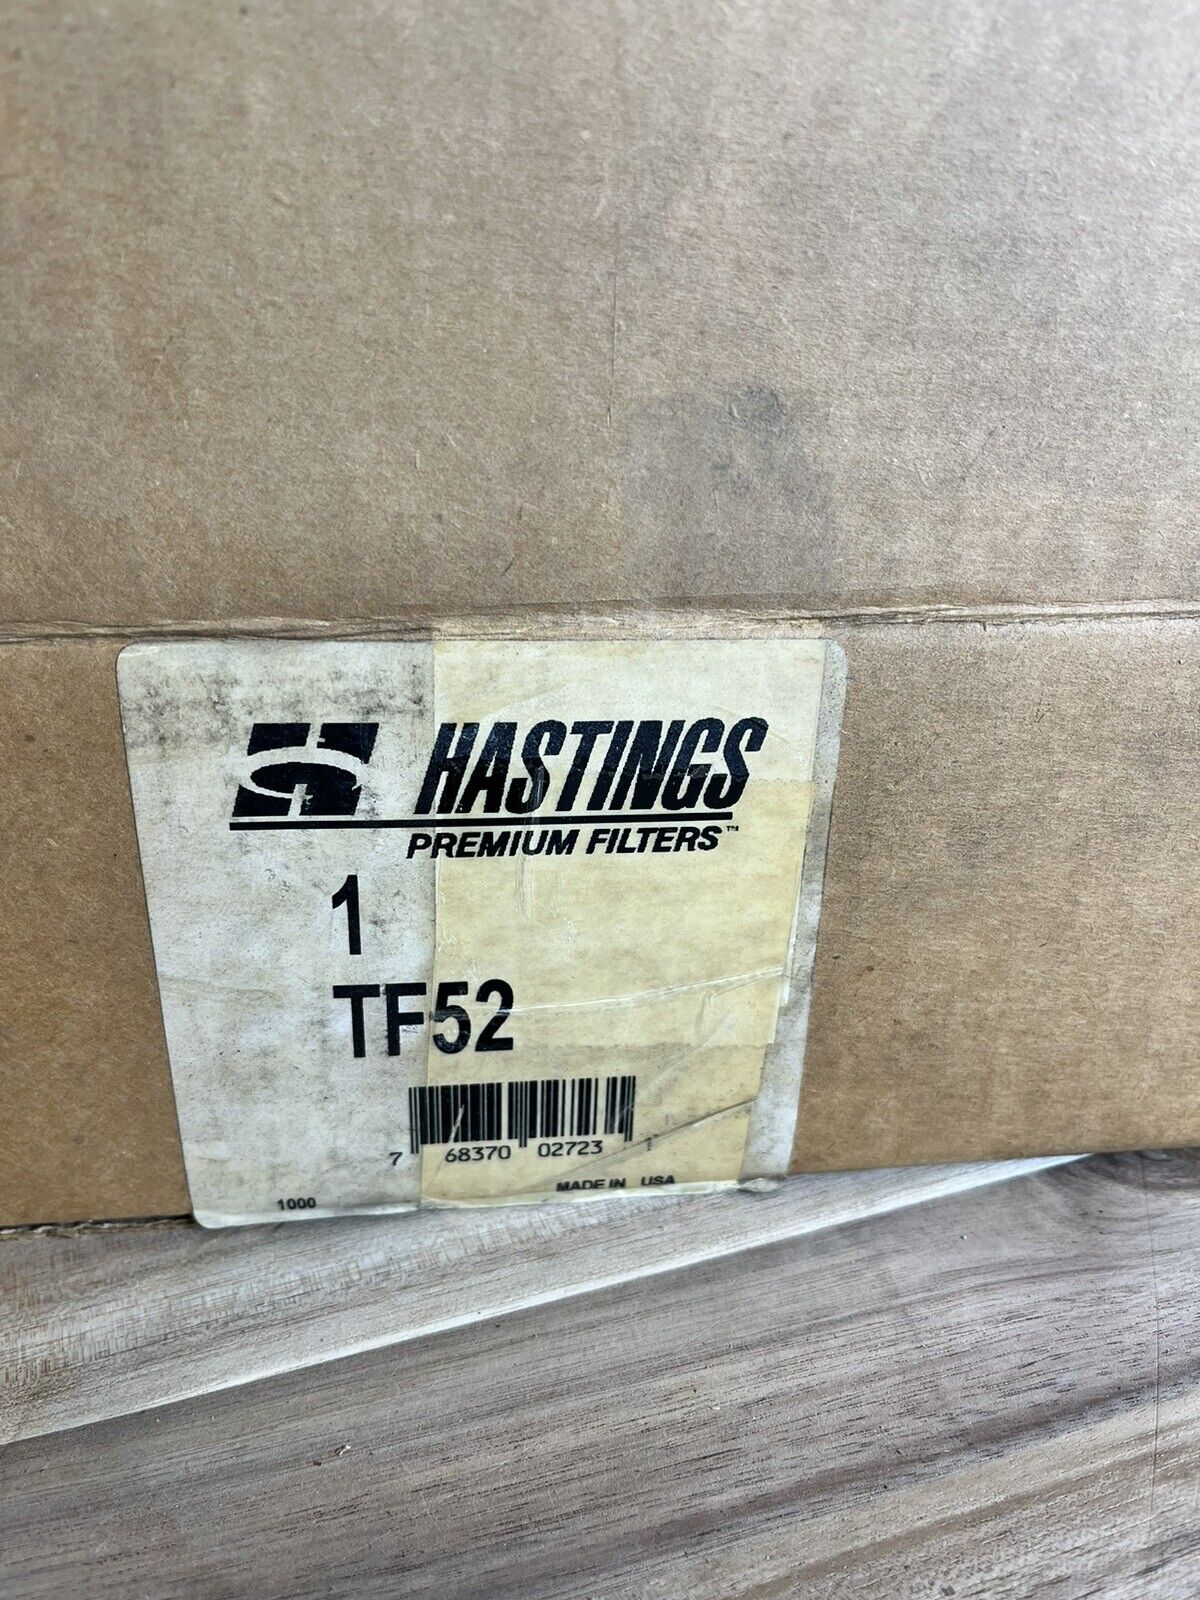 HASTINGS
PREMIUM FILTERS™
1
TF52
7 68370 02723 1
MADE IN USA
1000